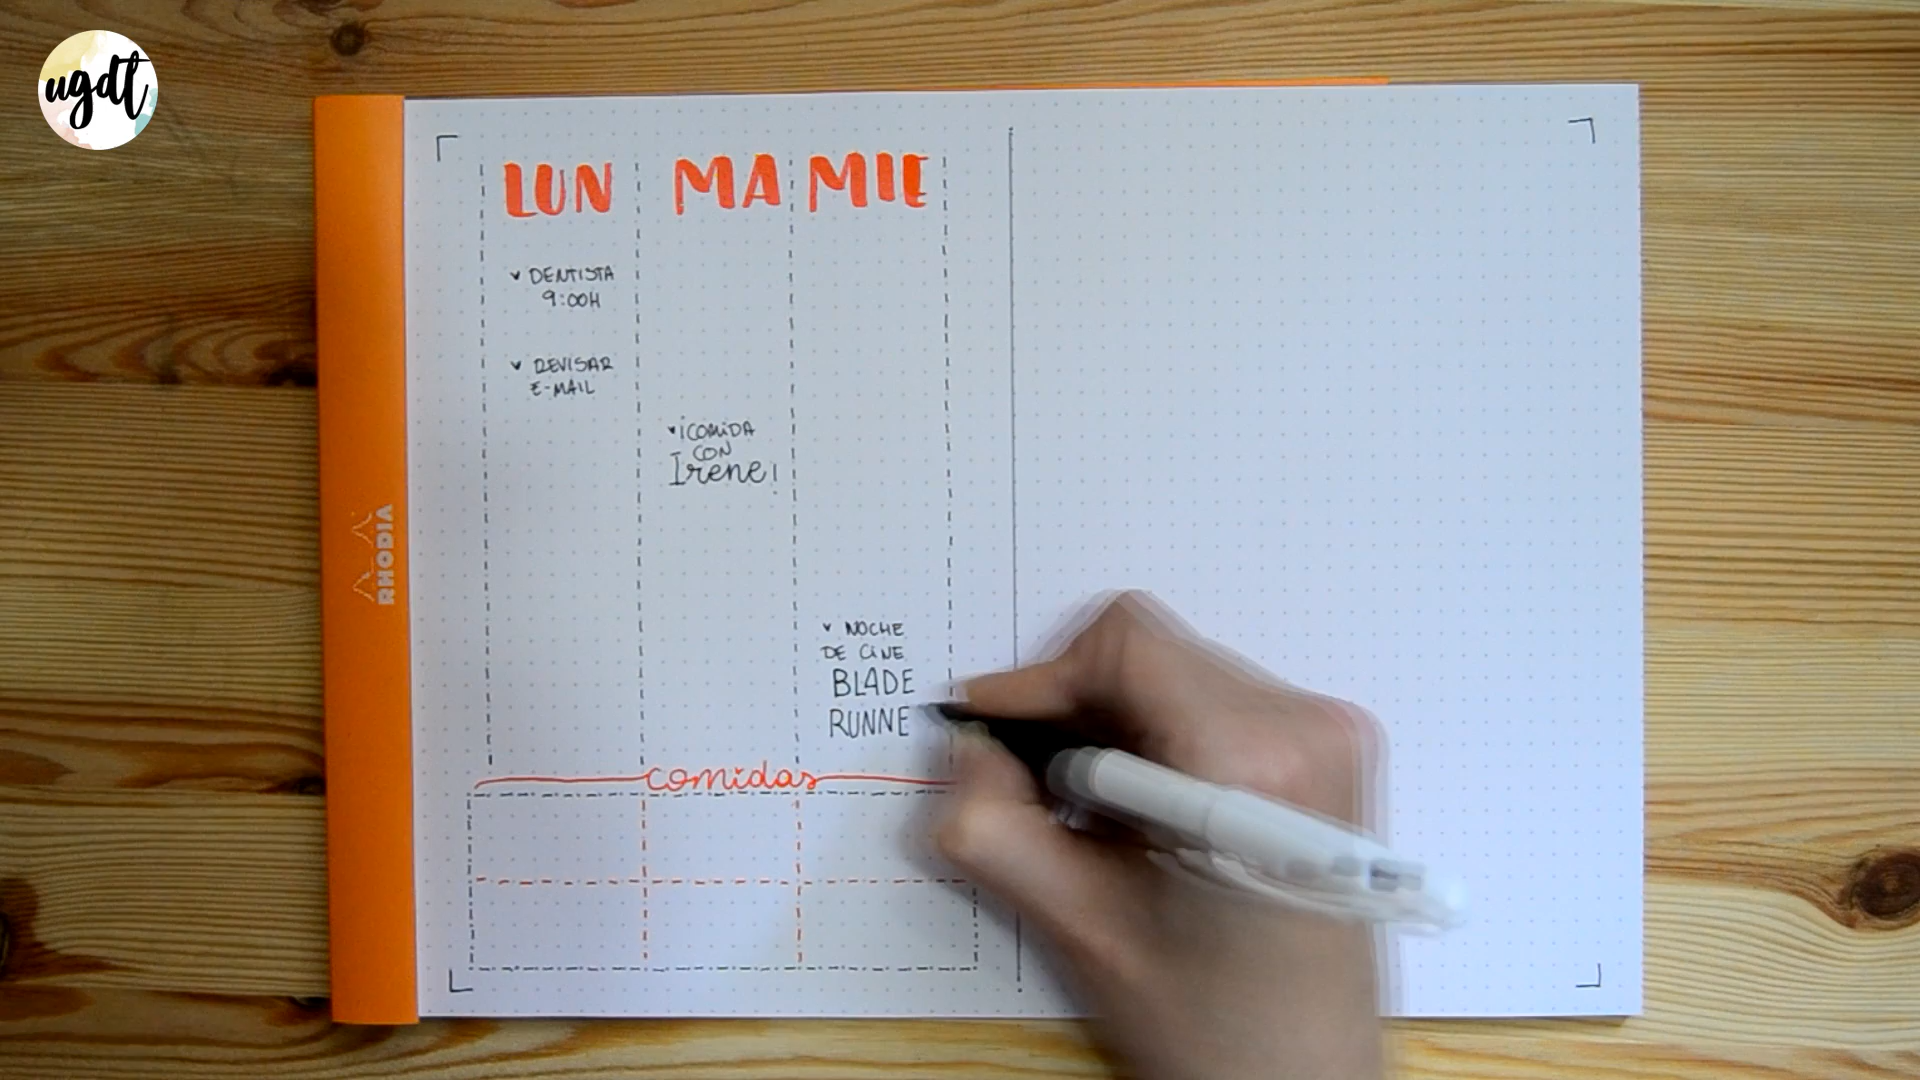 ugdt
LUN MA MIE
DENTISTA
9:00H
REVISAR
E-MAIL
¡COMIDA
CON
Irene!
NOCHE
DE CINE
BLADE
RUNNE
comidas
RHODIA